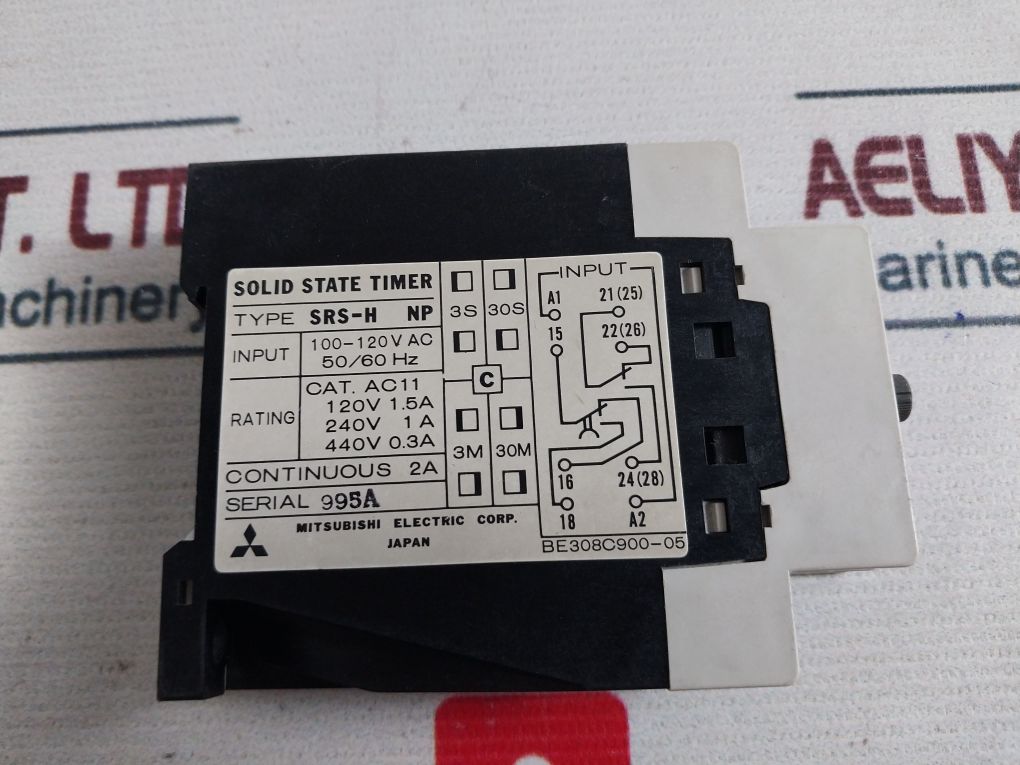 T. LTD
achinery
AELIY
arine
SOLID STATE TIMER
TYPE SRS-H NP
INPUT 100-120V AC
50/60 Hz
RATING CAT. AC11
120V 1.5A
240V 1A
440V 0.3A
CONTINUOUS 2A
SERIAL 995A
MITSUBISHI ELECTRIC CORP.
JAPAN
3S 30S
C
3M 30M
INPUT
A1 21(25)
15 22(26)
16 24(28)
18 A2
BE308C900-05